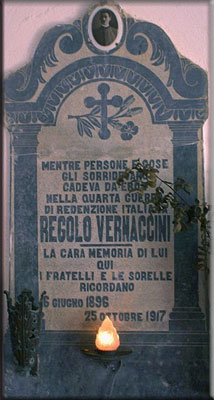 MENTRE PERSONE E COSE
GLI SORRIDEVANO
CADEVA DA EROE
NELLA QUARTA GUERRA
DI REDENZIONE ITALIANA
REGOLO VERNACCINI
LA CARA MEMORIA DI LUI
QUI
I FRATELLI E LE SORELLE
RICORDANO
6 GIUGNO 1896
25 OTTOBRE 1917